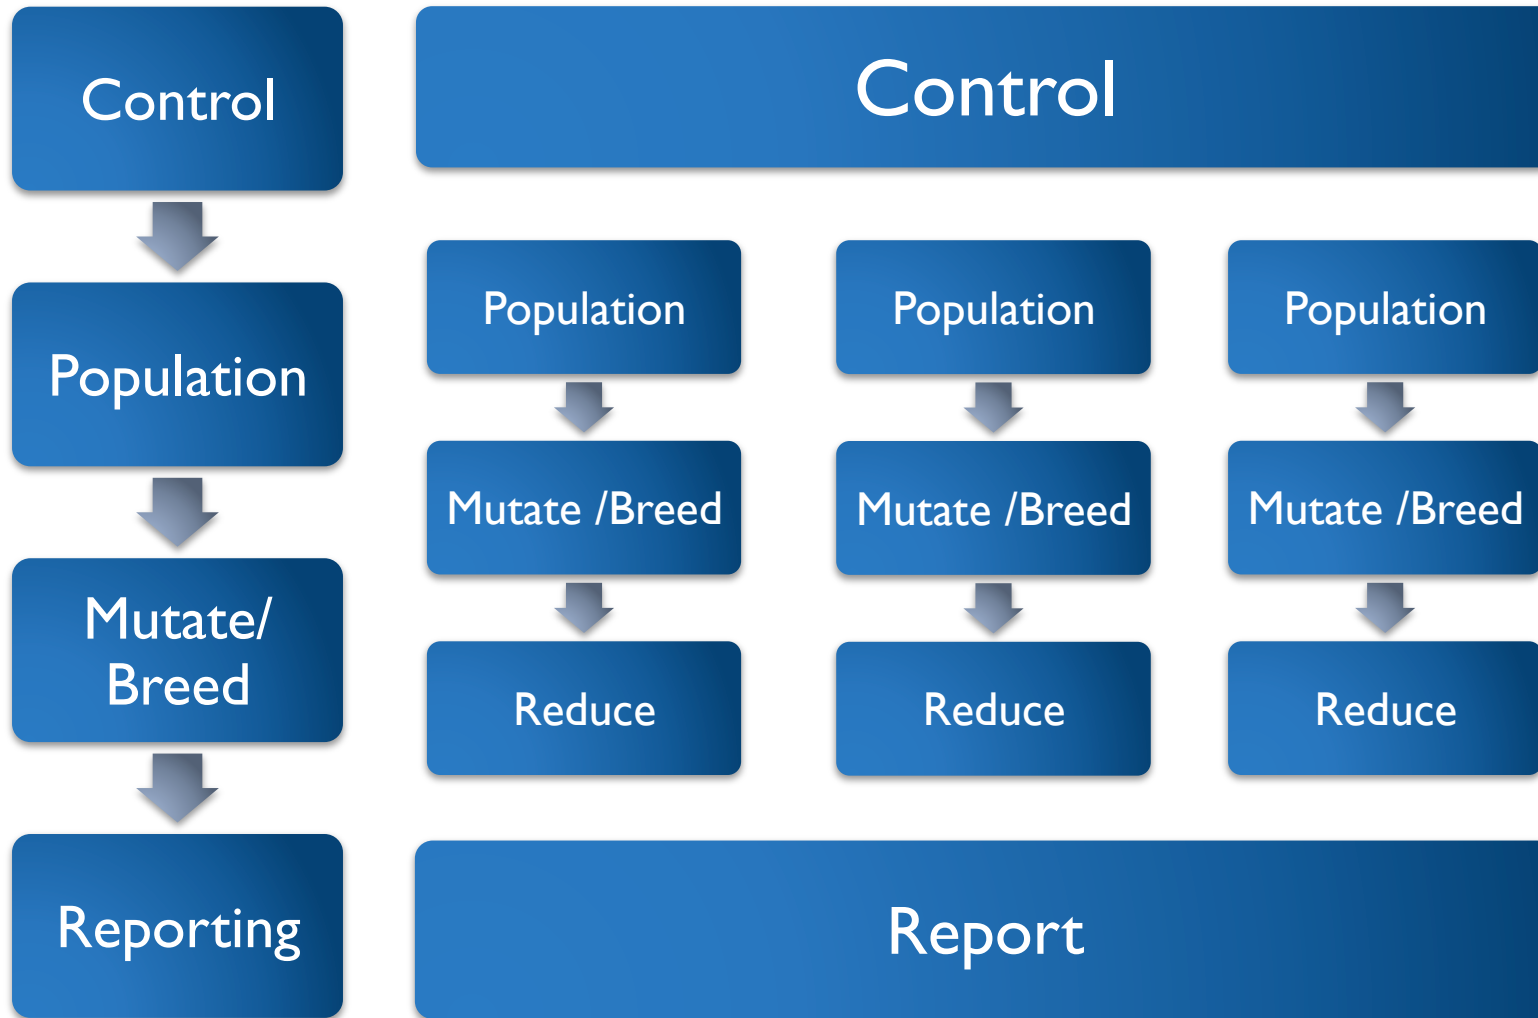 Control
Population
Mutate/
Breed
Reporting
Control
Population
Mutate /Breed
Reduce
Population
Mutate /Breed
Reduce
Population
Mutate /Breed
Reduce
Report